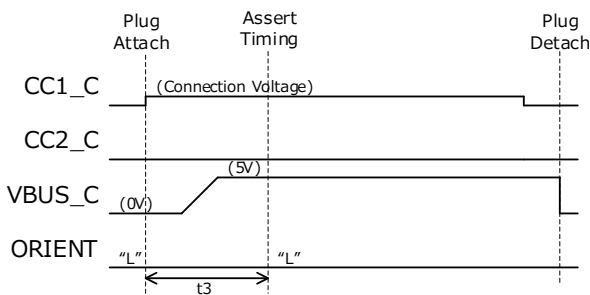 Plug Attach
Assert Timing
Plug Detach
CC1_C
(Connection Voltage)
CC2_C
VBUS_C
(0V)
(5V)
ORIENT
“L”
“L”
t3